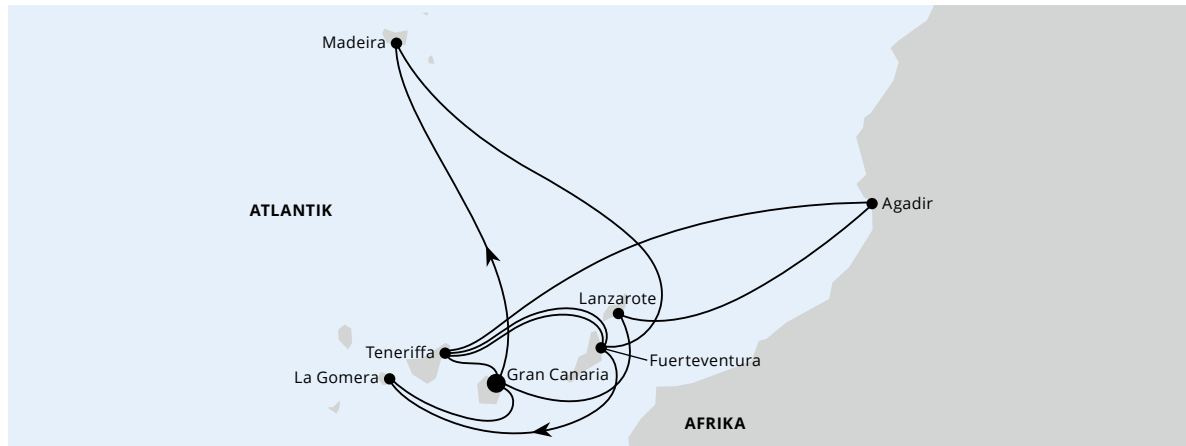 Madeira
ATLANTIK
Agadir
Lanzarote
Teneriffa
Fuerteventura
La Gomera
Gran Canaria
AFRIKA